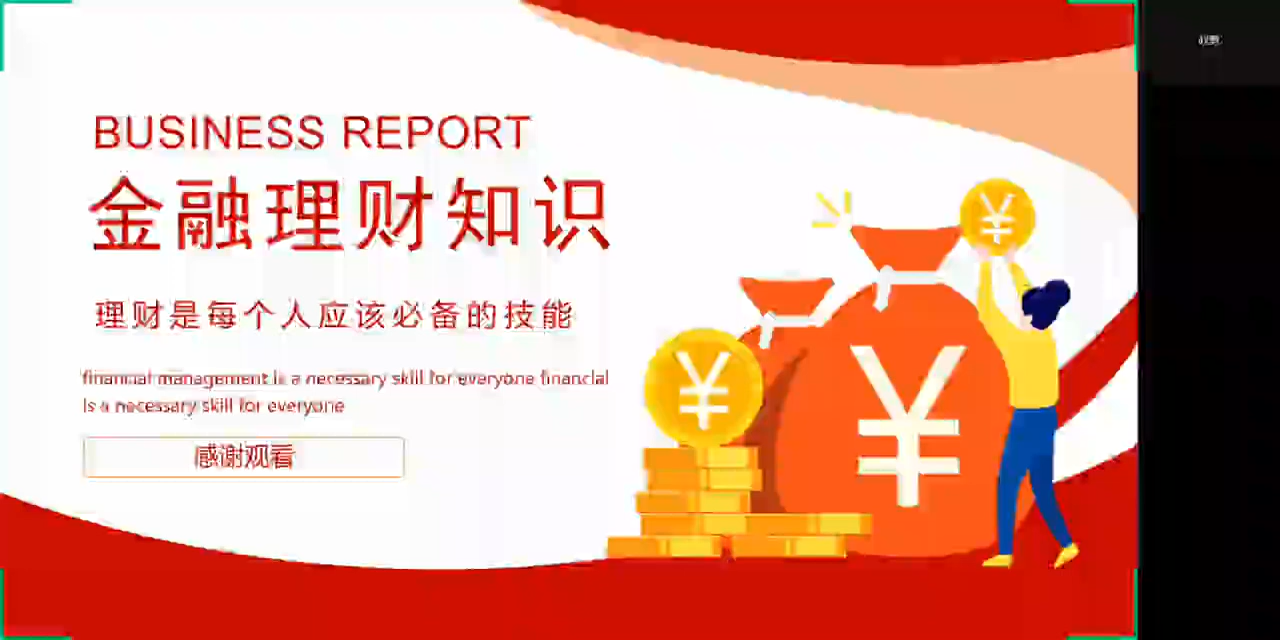 BUSINESS REPORT
金融理财知识
理财是每个人应该必备的技能
financial management is a necessary skill for everyone financial
is a necessary skill for everyone
感谢观看
¥
¥
¥